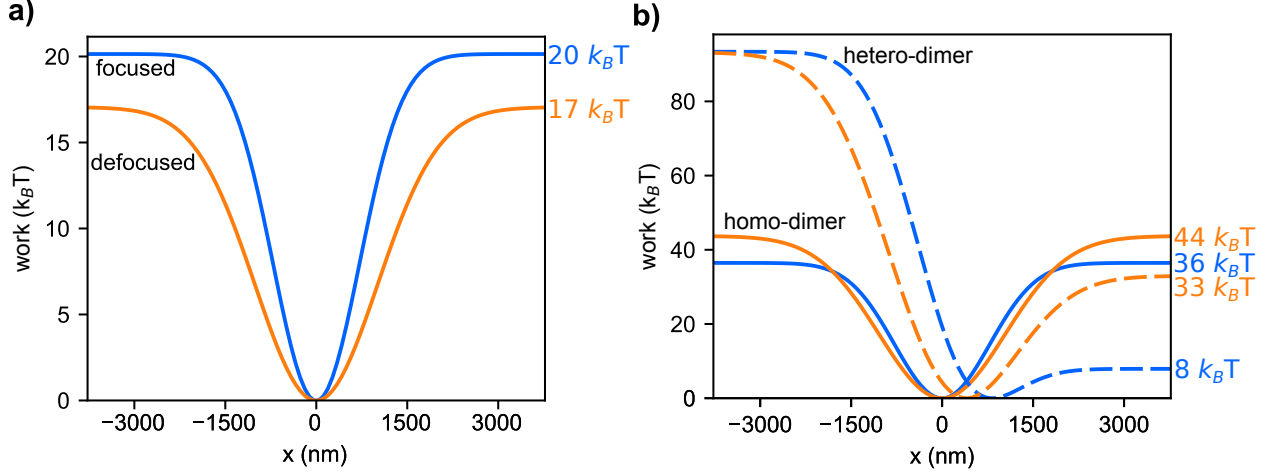 a)
20
15
10
5
0
work (k_BT)
focused
defocused
20 k_BT
17 k_BT
−3000
−1500
0
1500
3000
x (nm)
b)
80
60
40
20
0
work (k_BT)
hetero-dimer
homo-dimer
44 k_BT
36 k_BT
33 k_BT
8 k_BT
−3000
−1500
0
1500
3000
x (nm)